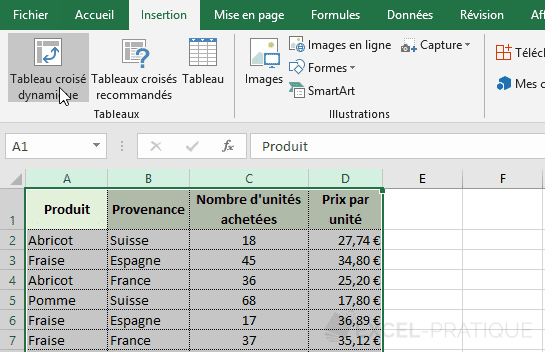 Fichier Accueil Insertion Mise en page Formules Données Révision Aff
Tableau croisé dynamique
Tableaux croisés recommandés
Tableau
Tableaux
Images
Images en ligne
Formes
SmartArt
Capture
Illustrations
Téléch
Mes c
A1 fx Produit
A B C D E F
1 Produit Provenance Nombre d'unités achetées Prix par unité
2 Abricot Suisse 18 27,74 €
3 Fraise Espagne 45 34,80 €
4 Abricot France 36 25,20 €
5 Pomme Suisse 68 17,80 €
6 Fraise Espagne 17 36,89 €
7 Fraise France 37 35,12 €
EXCEL-PRATIQUE